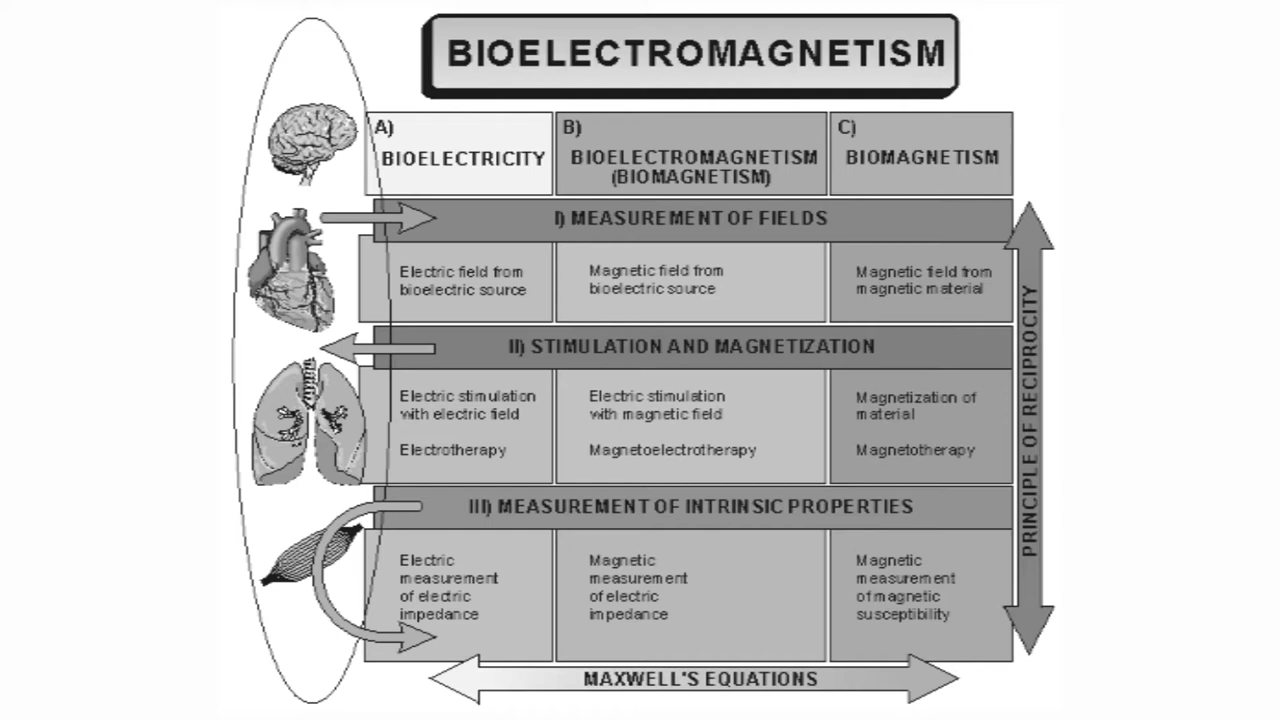 BIOELECTROMAGNETISM
A)
BIOELECTRICITY
B)
BIOELECTROMAGNETISM
(BIOMAGNETISM)
C)
BIOMAGNETISM
I) MEASUREMENT OF FIELDS
Electric field from
bioelectric source
Magnetic field from
bioelectric source
Magnetic field from
magnetic material
II) STIMULATION AND MAGNETIZATION
Electric stimulation
with electric field
Electrotherapy
Electric stimulation
with magnetic field
Magnetoelectrotherapy
Magnetization of
material
Magnetotherapy
III) MEASUREMENT OF INTRINSIC PROPERTIES
Electric
measurement
of electric
impedance
Magnetic
measurement
of electric
impedance
Magnetic
measurement
of magnetic
susceptibility
PRINCIPLE OF RECIPROCITY
MAXWELL'S EQUATIONS